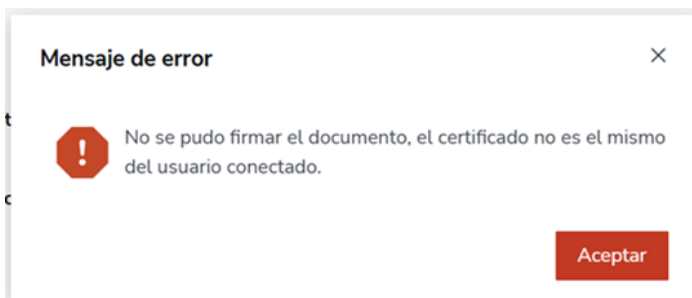 Mensaje de error
No se pudo firmar el documento, el certificado no es el mismo
del usuario conectado.
Aceptar